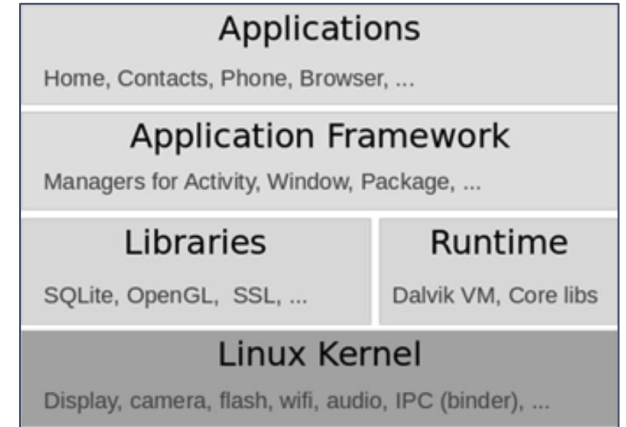 Applications
Home, Contacts, Phone, Browser, ...
Application Framework
Managers for Activity, Window, Package, ...
Libraries
SQLite, OpenGL, SSL, ...
Runtime
Dalvik VM, Core libs
Linux Kernel
Display, camera, flash, wifi, audio, IPC (binder), ...